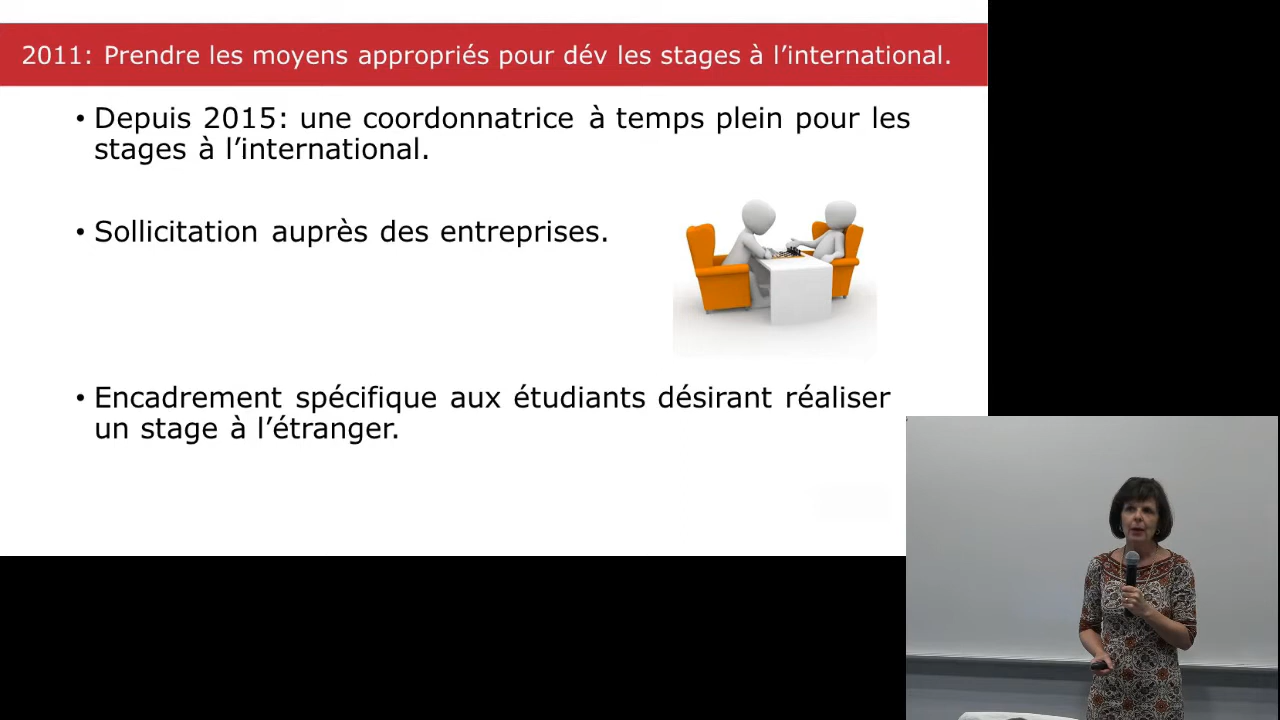 2011: Prendre les moyens appropriés pour dév les stages à l’international.
• Depuis 2015: une coordonnatrice à temps plein pour les
stages à l’international.
• Sollicitation auprès des entreprises.
• Encadrement spécifique aux étudiants désirant réaliser
un stage à l’étranger.